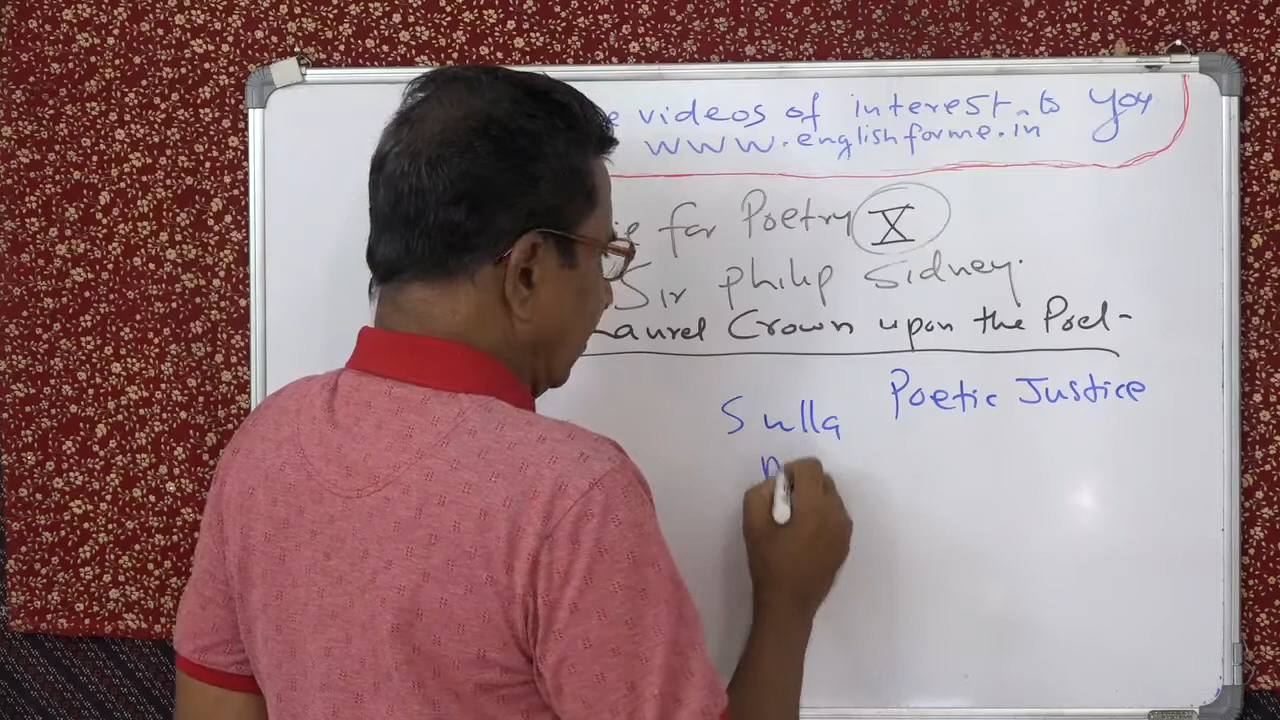 videos of interest to you
www.englishforme.in
for Poetry X
Sir Philip Sidney.
Laurel Crown upon the Poet-
Poetic Justice
Sulla